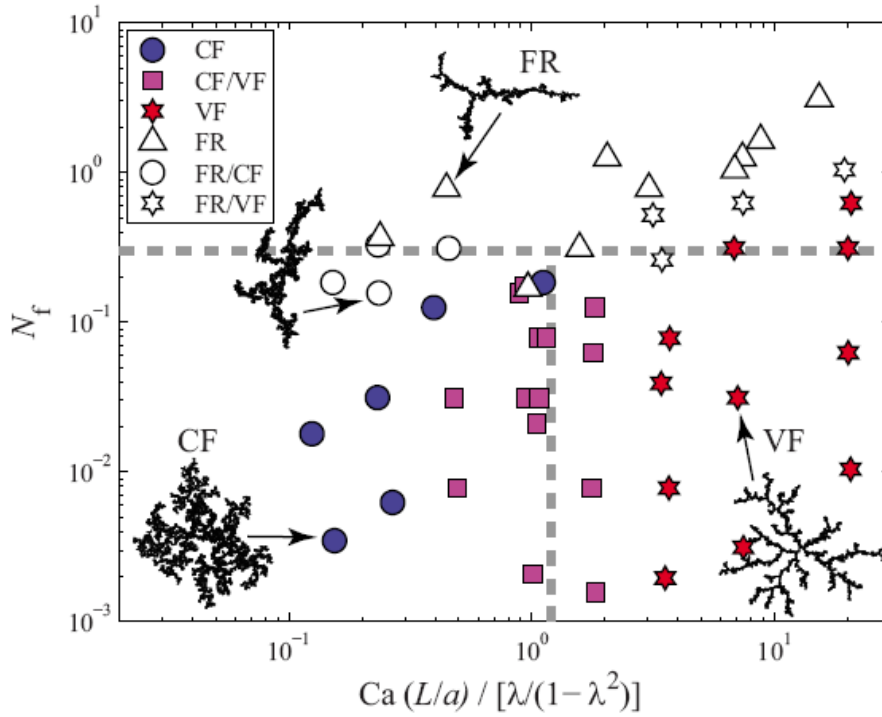 10^1
CF
CF/VF
VF
FR
FR/CF
FR/VF
FR
10^0
N_f
10^-1
CF
VF
10^-2
10^-3
10^-1
10^0
10^1
Ca (L/a) / [λ/(1−λ^2)]